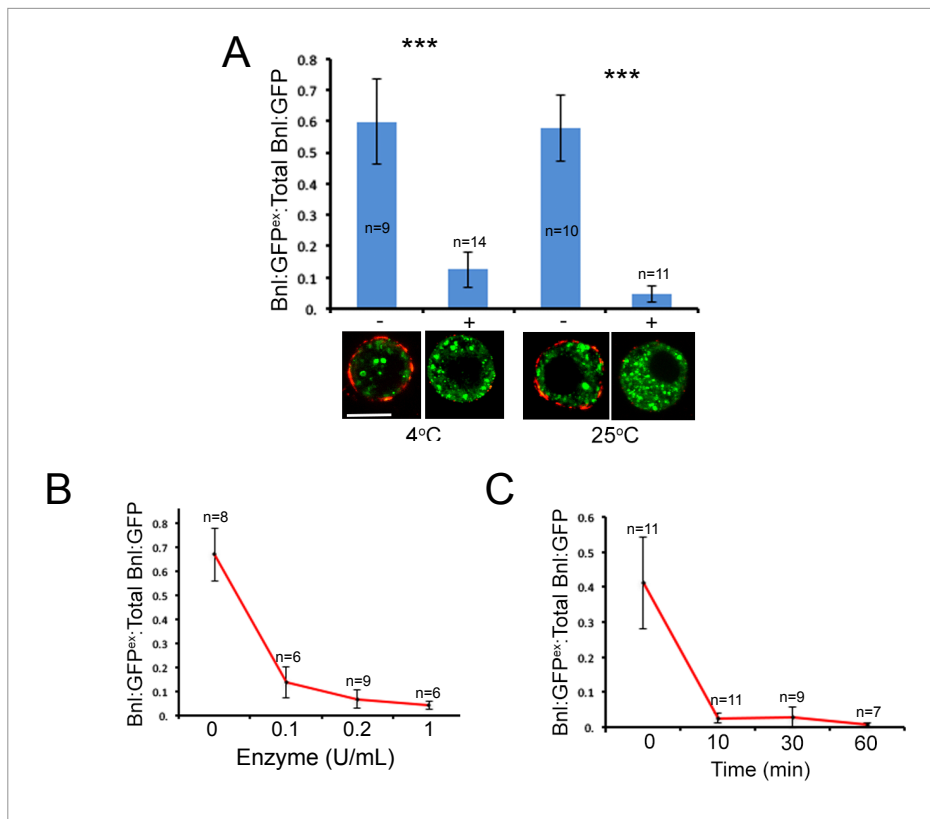 A
*** ***
Bnl:GFPex:Total Bnl:GFP
0.8
0.7
0.6
0.5
0.4
0.3
0.2
0.1
0.
n=9
n=14
n=10
n=11
- + - +
4oC 25oC
B
Bnl:GFPex:Total Bnl:GFP
0.8
0.7
0.6
0.5
0.4
0.3
0.2
0.1
0.
n=8
n=6
n=9
n=6
0 0.1 0.2 1
Enzyme (U/mL)
C
Bnl:GFPex:Total Bnl:GFP
0.6
0.5
0.4
0.3
0.2
0.1
0.
n=11
n=11
n=9
n=7
0 10 30 60
Time (min)